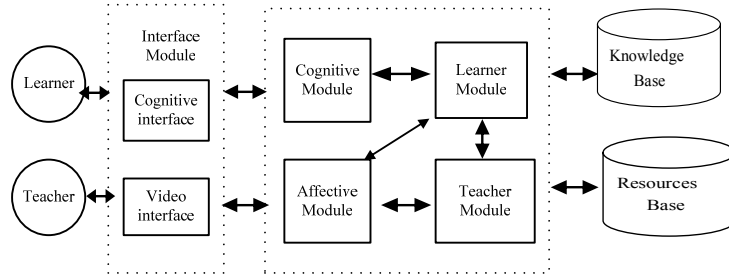 Interface
Module
Learner
Cognitive
interface
Cognitive
Module
Learner
Module
Knowledge
Base
Teacher
Video
interface
Affective
Module
Teacher
Module
Resources
Base